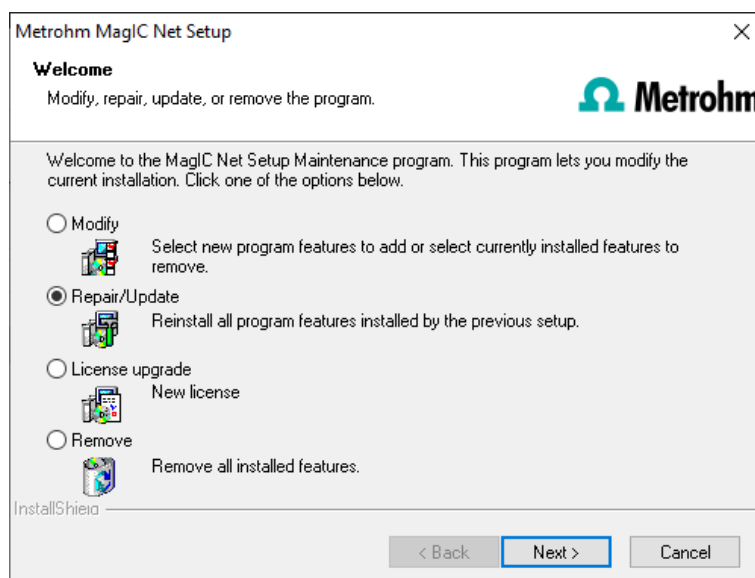 Metrohm MagIC Net Setup
Welcome
Modify, repair, update, or remove the program.
Metrohm
Welcome to the MagIC Net Setup Maintenance program. This program lets you modify the
current installation. Click one of the options below.
Modify
Select new program features to add or select currently installed features to
remove.
Repair/Update
Reinstall all program features installed by the previous setup.
License upgrade
New license
Remove
Remove all installed features.
InstallShield
< Back
Next >
Cancel